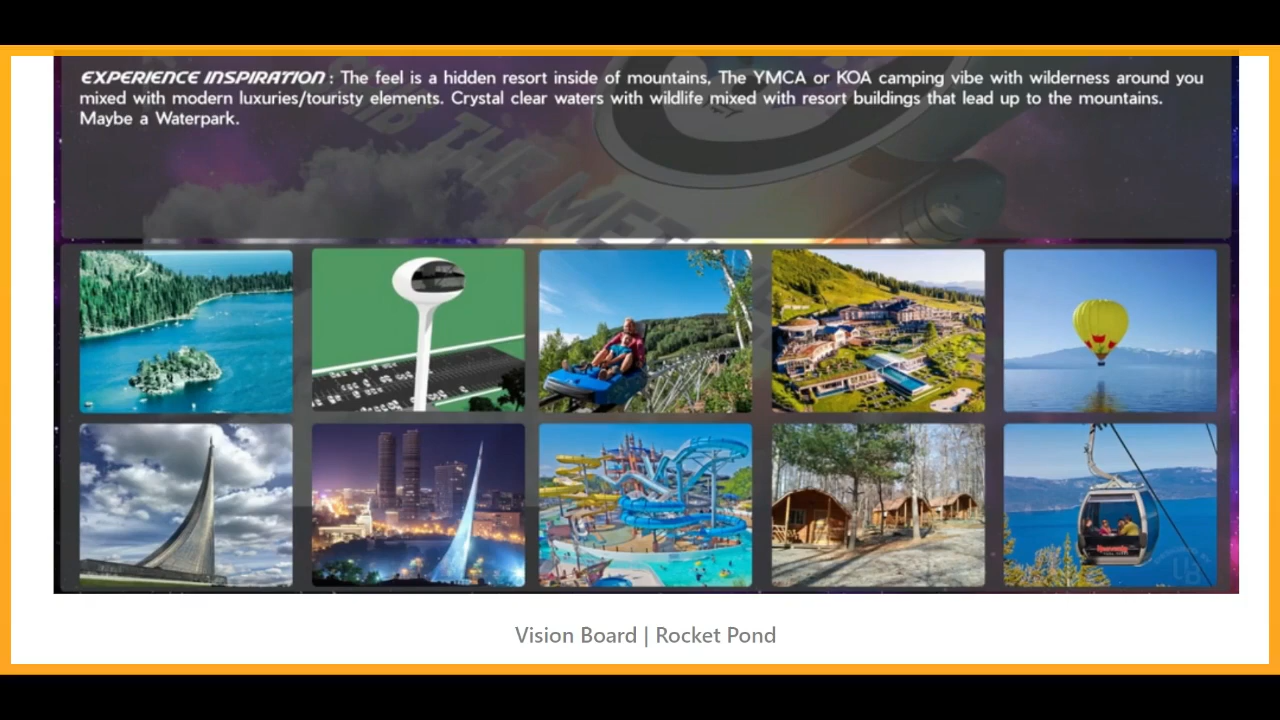 EXPERIENCE INSPIRATION : The feel is a hidden resort inside of mountains, The YMCA or KOA camping vibe with wilderness around you
mixed with modern luxuries/touristy elements. Crystal clear waters with wildlife mixed with resort buildings that lead up to the mountains.
Maybe a Waterpark.
THE MET
Vision Board | Rocket Pond